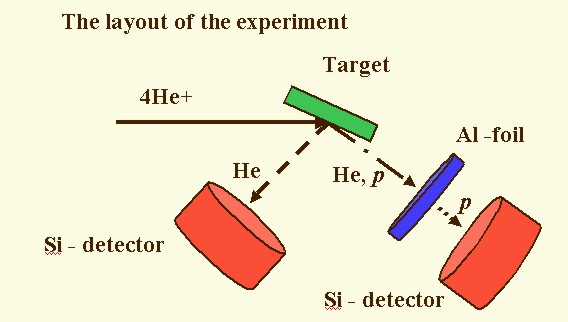 The layout of the experiment
Target
4He+
Al -foil
He
He, p
p
Si - detector
Si - detector